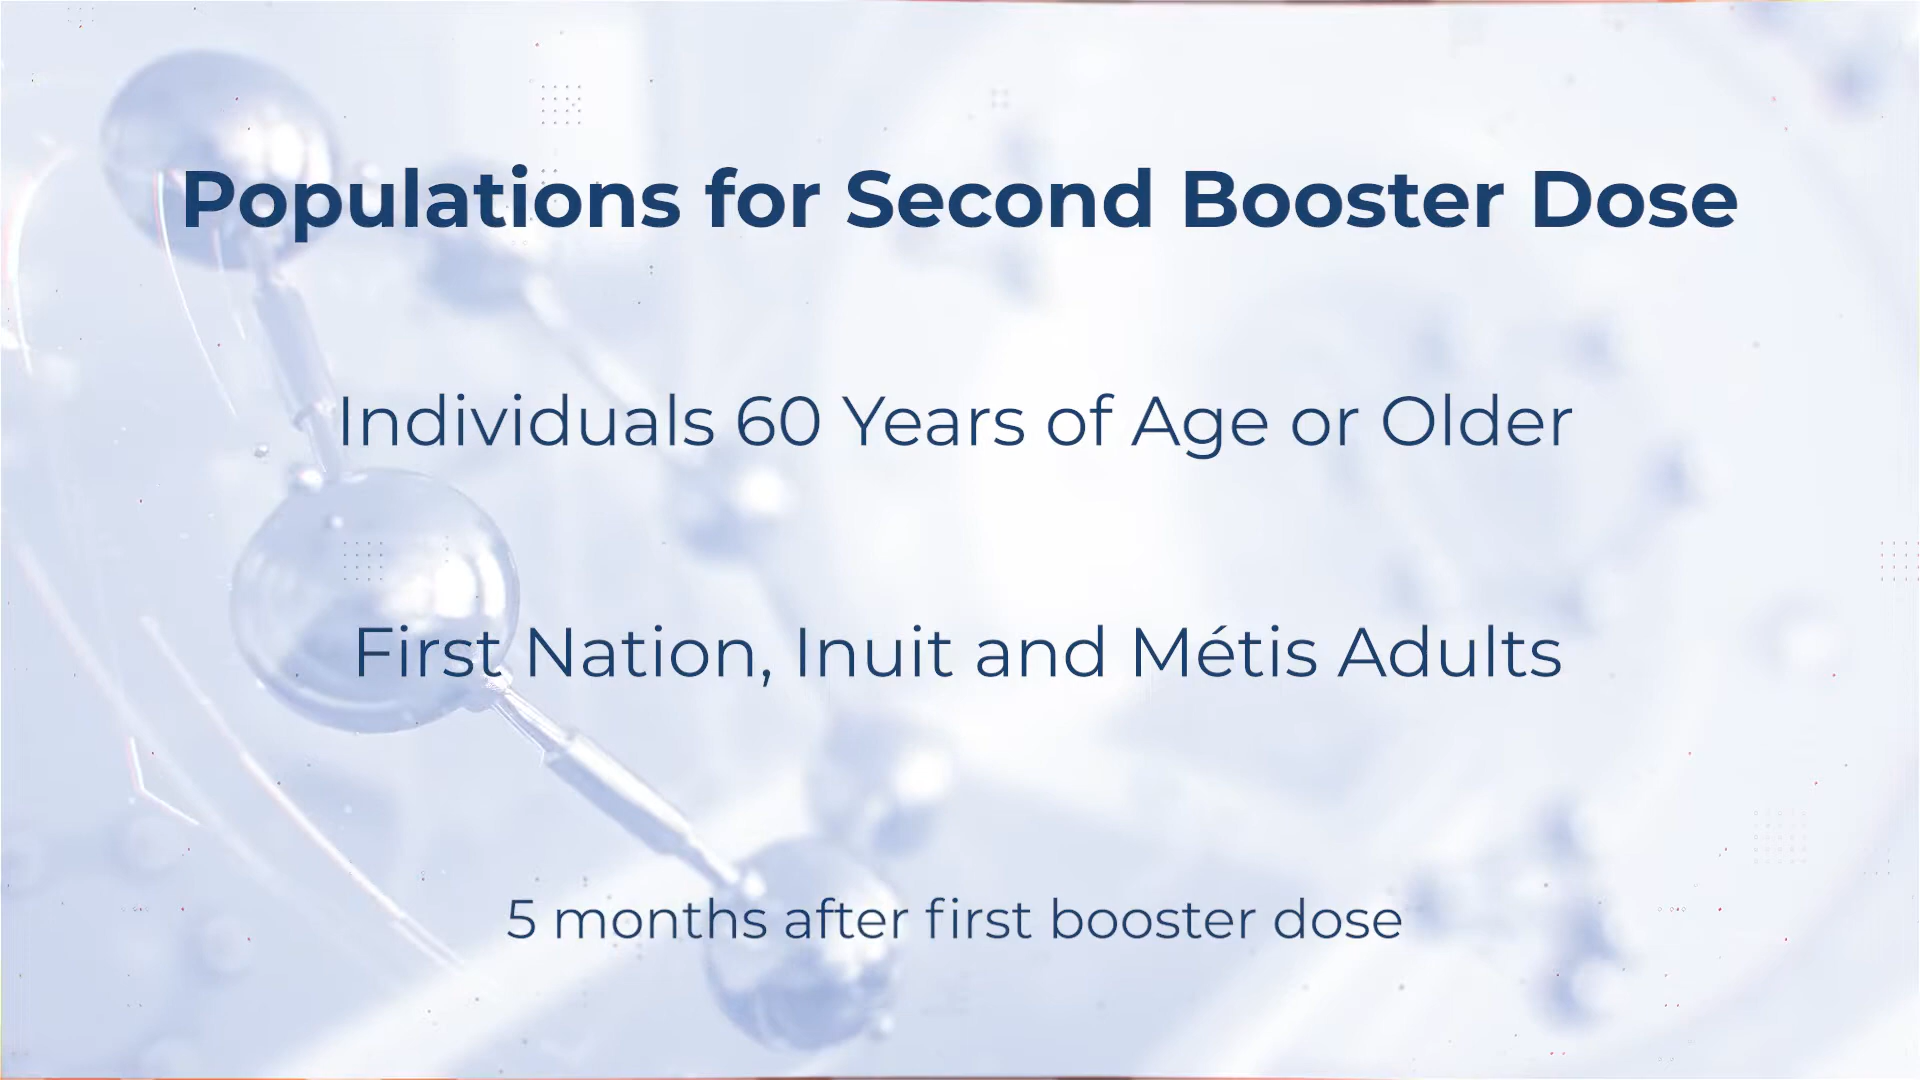 Populations for Second Booster Dose
Individuals 60 Years of Age or Older
First Nation, Inuit and Métis Adults
5 months after first booster dose